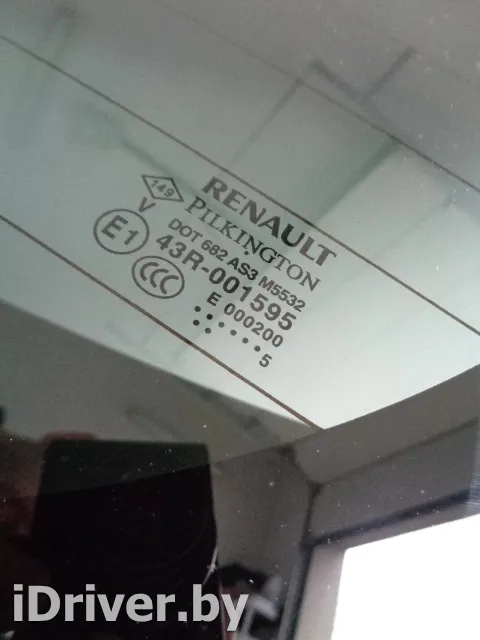 RENAULT
149 PILKINGTON
V DOT 682 AS3 M5532
E1 43R-001595
CCC E 000200
5
iDriver.by